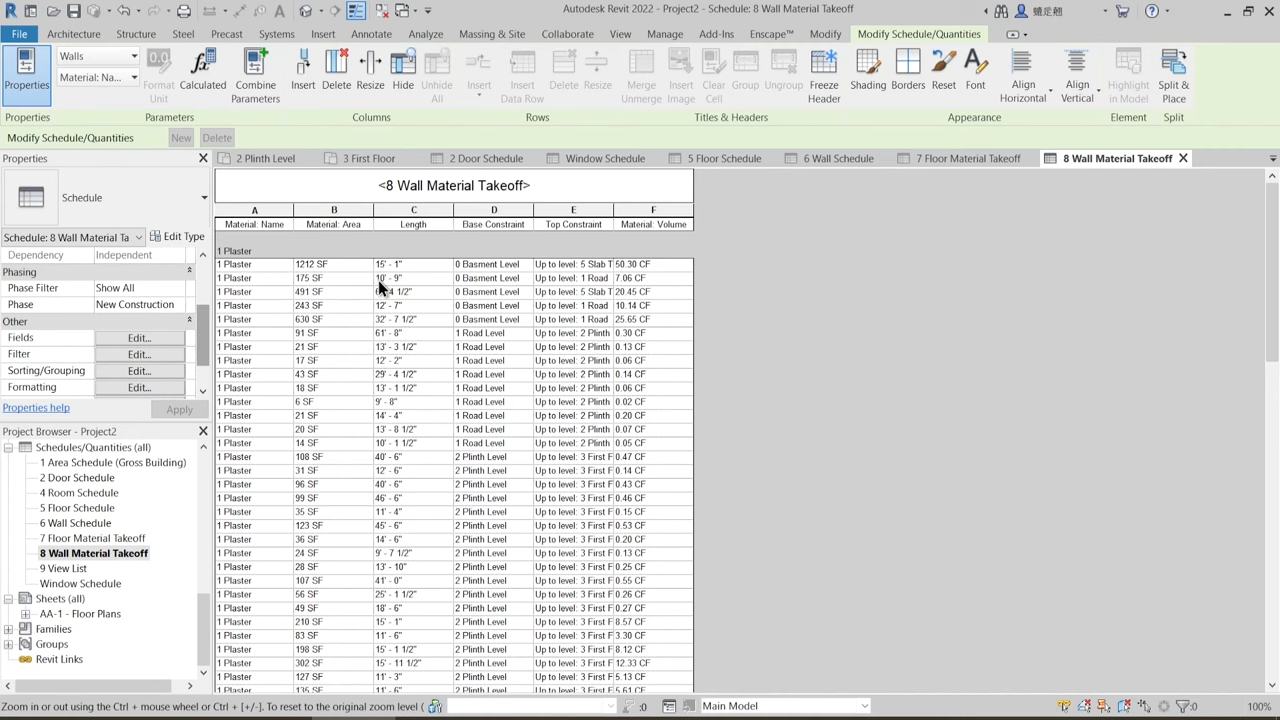 Autodesk Revit 2022 - Project2 - Schedule: 8 Wall Material Takeoff
File Architecture Structure Steel Precast Systems Insert Annotate Analyze Massing & Site Collaborate View Manage Add-Ins Enscape™ Modify Modify Schedule/Quantities
Walls
Material: Na...
Properties Format Unit Calculated Combine Parameters Insert Delete Resize Hide Unhide All Insert Insert Data Row Delete Resize Merge Unmerge Insert Image Clear Cell Group Ungroup Freeze Header Shading Borders Reset Font Align Horizontal Align Vertical Highlight in Model Split & Place
Properties Parameters Columns Rows Titles & Headers Appearance Element Split
Modify Schedule/Quantities New Delete
Properties
2 Plinth Level 3 First Floor 2 Door Schedule Window Schedule 5 Floor Schedule 6 Wall Schedule 7 Floor Material Takeoff 8 Wall Material Takeoff
Schedule
Schedule: 8 Wall Material Ta Edit Type
Dependency Independent
Phasing
Phase Filter Show All
Phase New Construction
Other
Fields Edit...
Filter Edit...
Sorting/Grouping Edit...
Formatting Edit...
Properties help Apply
Project Browser - Project2
Schedules/Quantities (all)
1 Area Schedule (Gross Building)
2 Door Schedule
4 Room Schedule
5 Floor Schedule
6 Wall Schedule
7 Floor Material Takeoff
8 Wall Material Takeoff
9 View List
Window Schedule
Sheets (all)
AA-1 - Floor Plans
Families
Groups
Revit Links
<8 Wall Material Takeoff>
A B C D E F
Material: Name Material: Area Length Base Constraint Top Constraint Material: Volume
1 Plaster
1 Plaster 1212 SF 15' - 1" 0 Basment Level Up to level: 5 Slab T 50.30 CF
1 Plaster 175 SF 10' - 9" 0 Basment Level Up to level: 1 Road 7.06 CF
1 Plaster 491 SF 1/2" 0 Basment Level Up to level: 5 Slab T 20.45 CF
1 Plaster 243 SF 12' - 7" 0 Basment Level Up to level: 1 Road 10.14 CF
1 Plaster 630 SF 32' - 7 1/2" 0 Basment Level Up to level: 1 Road 25.65 CF
1 Plaster 91 SF 61' - 8" 1 Road Level Up to level: 2 Plinth 0.30 CF
1 Plaster 21 SF 13' - 3 1/2" 1 Road Level Up to level: 2 Plinth 0.13 CF
1 Plaster 17 SF 12' - 2" 1 Road Level Up to level: 2 Plinth 0.06 CF
1 Plaster 43 SF 29' - 4 1/2" 1 Road Level Up to level: 2 Plinth 0.14 CF
1 Plaster 18 SF 13' - 1 1/2" 1 Road Level Up to level: 2 Plinth 0.06 CF
1 Plaster 6 SF 9' - 8" 1 Road Level Up to level: 2 Plinth 0.02 CF
1 Plaster 21 SF 14' - 4" 1 Road Level Up to level: 2 Plinth 0.20 CF
1 Plaster 20 SF 13' - 8 1/2" 1 Road Level Up to level: 2 Plinth 0.07 CF
1 Plaster 14 SF 10' - 1 1/2" 1 Road Level Up to level: 2 Plinth 0.05 CF
1 Plaster 108 SF 40' - 6" 2 Plinth Level Up to level: 3 First F 0.47 CF
1 Plaster 31 SF 12' - 6" 2 Plinth Level Up to level: 3 First F 0.14 CF
1 Plaster 96 SF 40' - 6" 2 Plinth Level Up to level: 3 First F 0.43 CF
1 Plaster 99 SF 46' - 6" 2 Plinth Level Up to level: 3 First F 0.46 CF
1 Plaster 35 SF 11' - 4" 2 Plinth Level Up to level: 3 First F 0.15 CF
1 Plaster 123 SF 45' - 6" 2 Plinth Level Up to level: 3 First F 0.53 CF
1 Plaster 36 SF 14' - 6" 2 Plinth Level Up to level: 3 First F 0.20 CF
1 Plaster 24 SF 9' - 7 1/2" 2 Plinth Level Up to level: 3 First F 0.13 CF
1 Plaster 28 SF 13' - 10" 2 Plinth Level Up to level: 3 First F 0.25 CF
1 Plaster 107 SF 41' - 0" 2 Plinth Level Up to level: 3 First F 0.55 CF
1 Plaster 56 SF 25' - 1 1/2" 2 Plinth Level Up to level: 3 First F 0.26 CF
1 Plaster 49 SF 18' - 6" 2 Plinth Level Up to level: 3 First F 0.27 CF
1 Plaster 210 SF 15' - 1" 2 Plinth Level Up to level: 3 First F 8.57 CF
1 Plaster 83 SF 11' - 6" 2 Plinth Level Up to level: 3 First F 3.30 CF
1 Plaster 198 SF 15' - 1 1/2" 2 Plinth Level Up to level: 3 First F 8.12 CF
1 Plaster 302 SF 15' - 11 1/2" 2 Plinth Level Up to level: 3 First F 12.33 CF
1 Plaster 127 SF 11' - 3" 2 Plinth Level Up to level: 3 First F 5.13 CF
1 Plaster 135 SF 11' - 6" 2 Plinth Level Up to level: 3 First F 5.61 CF
Zoom in or out using the Ctrl + mouse wheel or Ctrl + [+/-]. To reset to the original zoom level ( :0 Main Model :0 100%